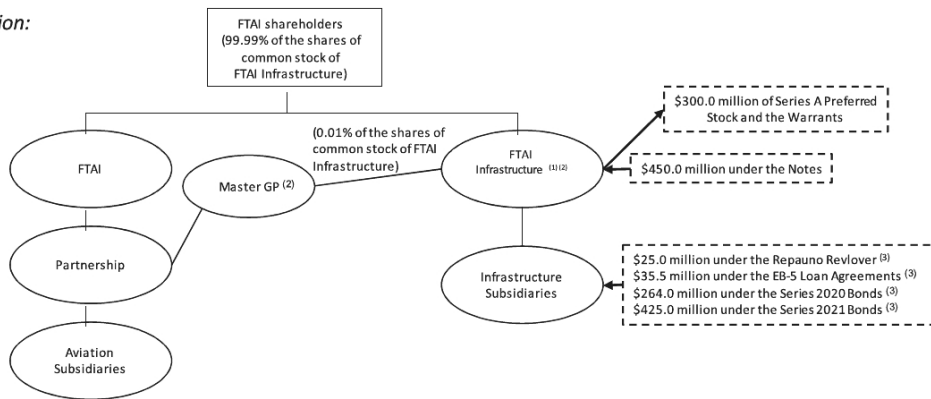 ion:
FTAI shareholders
(99.99% of the shares of
common stock of
FTAI Infrastructure)
$300.0 million of Series A Preferred
Stock and the Warrants
(0.01% of the shares of
common stock of FTAI
Infrastructure)
FTAI
Master GP (2)
FTAI
Infrastructure (1) (2)
$450.0 million under the Notes
Partnership
Infrastructure
Subsidiaries
$25.0 million under the Repauno Revlover (3)
$35.5 million under the EB-5 Loan Agreements (3)
$264.0 million under the Series 2020 Bonds (3)
$425.0 million under the Series 2021 Bonds (3)
Aviation
Subsidiaries